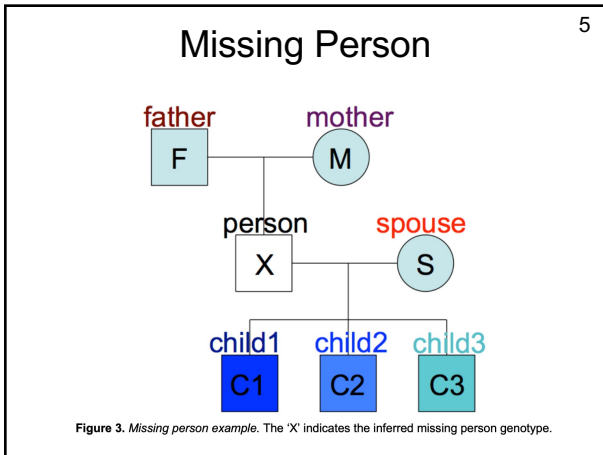 5
Missing Person
father mother
F M
person spouse
X S
child1 child2 child3
C1 C2 C3
Figure 3. Missing person example. The ‘X’ indicates the inferred missing person genotype.